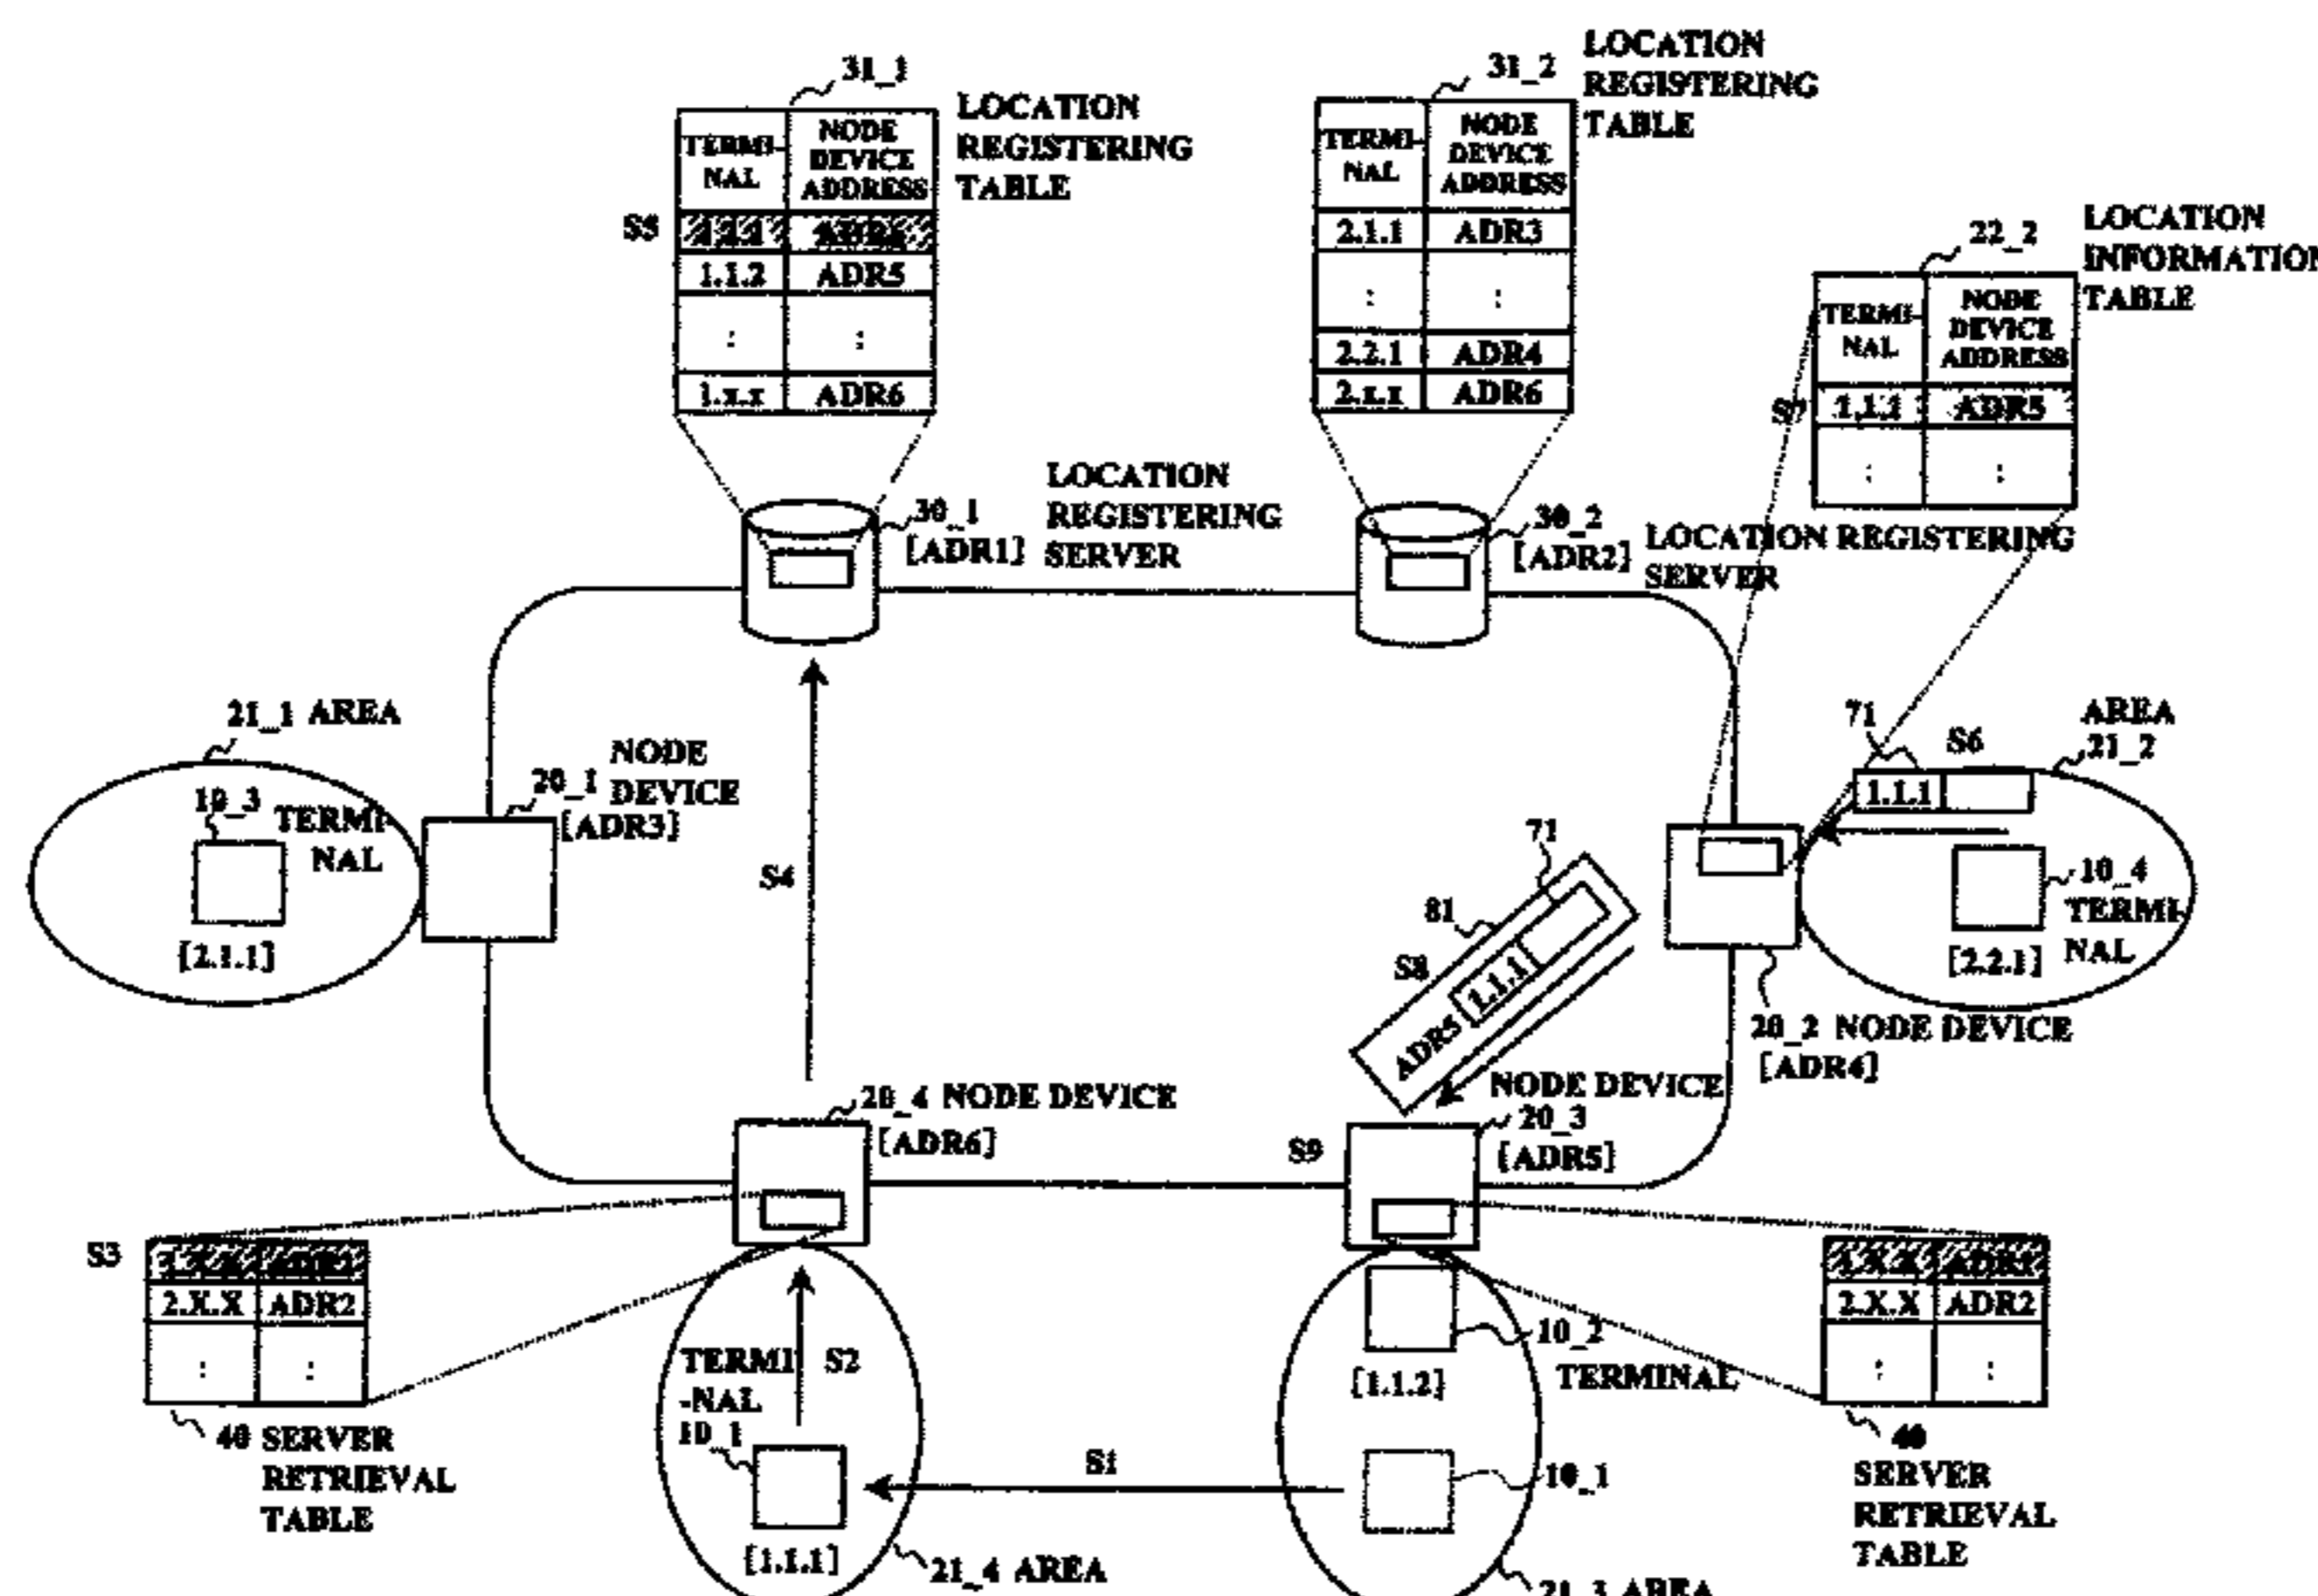 31_1
LOCATION
REGISTERING
TABLE
TERMI-
NAL
NODE
DEVICE
ADDRESS
S5
1.1.2 ADR5
: :
1.x.x ADR6
31_2
LOCATION
REGISTERING
TABLE
TERMI-
NAL
NODE
DEVICE
ADDRESS
2.1.1 ADR3
: :
2.2.1 ADR4
2.x.x ADR6
22_2
LOCATION
INFORMATION
TABLE
TERMI-
NAL
NODE
DEVICE
ADDRESS
S7
1.1.1 ADR5
: :
30_1
[ADR1]
LOCATION
REGISTERING
SERVER
30_2
[ADR2]
LOCATION REGISTERING
SERVER
21_1 AREA
10_3
TERMI-
NAL
[2.1.1]
20_1
NODE
DEVICE
[ADR3]
S4
71
S6
AREA
21_2
1.1.1
10_4
TERMI-
NAL
[2.2.1]
20_2 NODE DEVICE
[ADR4]
71
81
S8
ADR5 1.1.1
NODE DEVICE
20_3
[ADR5]
S9
20_4 NODE DEVICE
[ADR6]
S3
2.X.X ADR2
: :
40 SERVER
RETRIEVAL
TABLE
TERMI
-NAL
10_1
S2
[1.1.1]
21_4 AREA
S1
10_2
TERMINAL
[1.1.2]
10_1
21_3 AREA
1.X.X ADR1
2.X.X ADR2
: :
40
SERVER
RETRIEVAL
TABLE